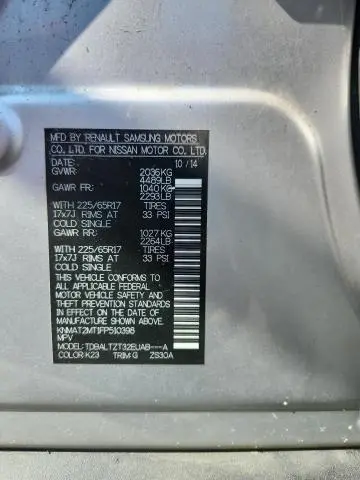 MFD BY RENAULT SAMSUNG MOTORS
CO., LTD. FOR NISSAN MOTOR CO., LTD.
DATE: 10/14
GVWR: 2036KG
4489LB
GAWR FR: 1040KG
2293LB
WITH 225/65R17 TIRES
17x7J RIMS AT 33 PSI
COLD SINGLE
GAWR RR: 1027KG
2264LB
WITH 225/65R17 TIRES
17x7J RIMS AT 33 PSI
COLD SINGLE
THIS VEHICLE CONFORMS TO
ALL APPLICABLE FEDERAL
MOTOR VEHICLE SAFETY AND
THEFT PREVENTION
STANDARDS IN EFFECT ON
THE DATE OF
MANUFACTURE SHOWN ABOVE.
KNMAT2MT1FP510398
MPV
MODEL:TDBALTZT32EUAB---A
COLOR:K23 TRIM:G ZS30A